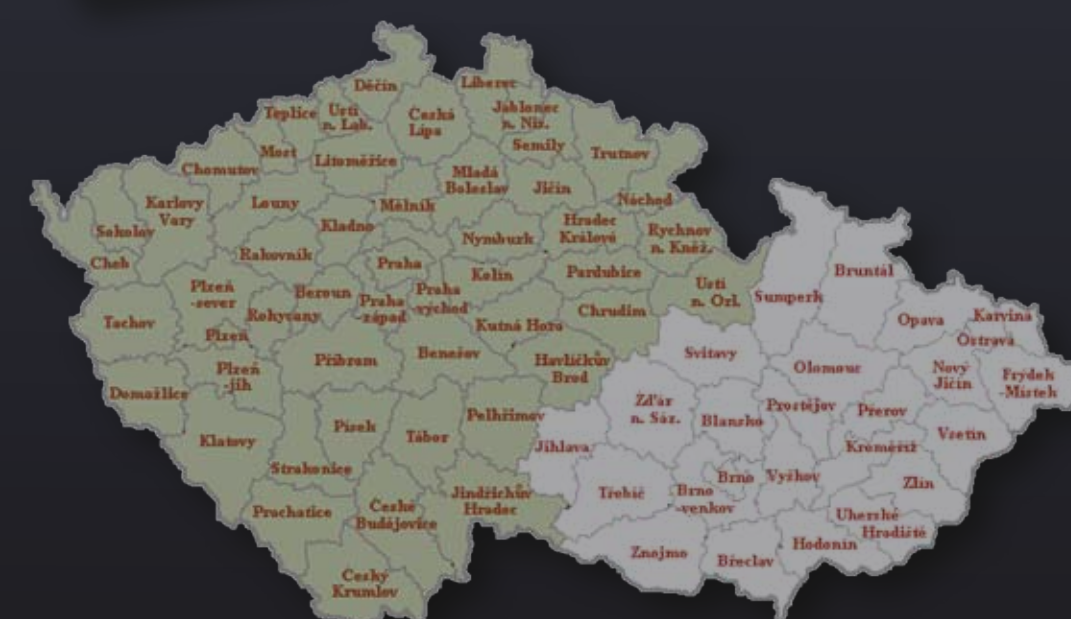 Děčín
Liberec
Teplice
Ústí
n. Lab.
Česká
Lípa
Jablonec
n. Nis.
Semily
Most
Litoměřice
Trutnov
Chomutov
Mladá
Boleslav
Jičín
Karlovy
Vary
Louny
Mělník
Náchod
Sokolov
Kladno
Nymburk
Hradec
Králové
Rychnov
n. Kněž.
Cheb
Rakovník
Praha
Kolín
Pardubice
Bruntál
Plzeň
-sever
Beroun
Praha
-západ
Praha
-východ
Ústí
n. Orl.
Šumperk
Tachov
Rokycany
Kutná Hora
Chrudim
Opava
Karviná
Ostrava
Plzeň
Příbram
Benešov
Havlíčkův
Brod
Svitavy
Olomouc
Nový
Jičín
Frýdek
-Místek
Plzeň
-jih
Domažlice
Žďár
n. Sáz.
Blansko
Prostějov
Přerov
Klatovy
Písek
Tábor
Pelhřimov
Jihlava
Kroměříž
Vsetín
Strakonice
Třebíč
Brno
-venkov
Brno
Vyžkov
Zlín
Prachatice
České
Budějovice
Jindřichův
Hradec
Uherské
Hradiště
Znojmo
Břeclav
Hodonín
Český
Krumlov